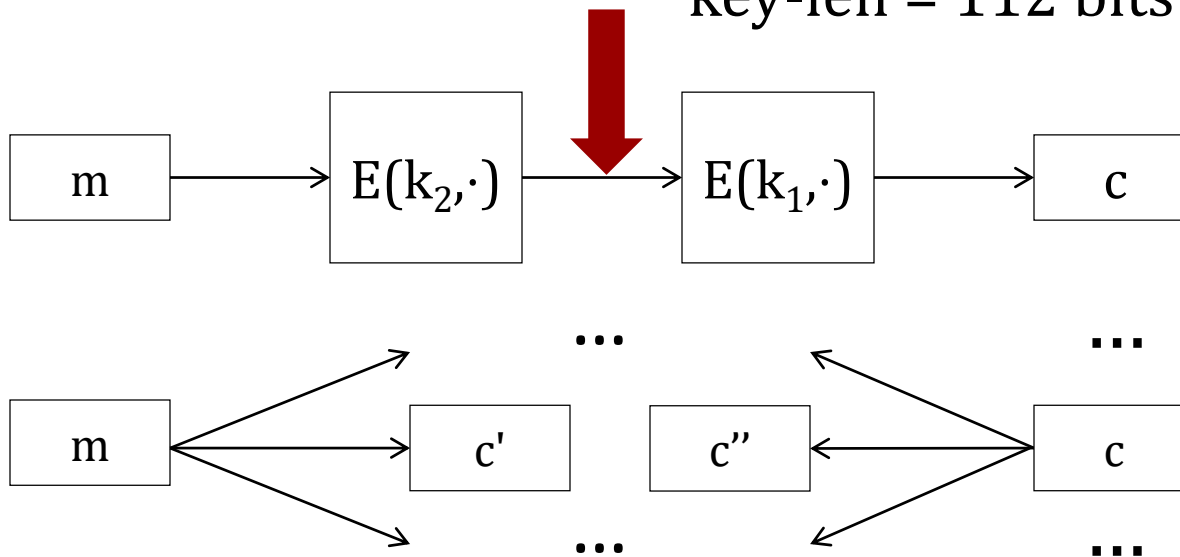 key-len = 112 bits
m E(k₂,·) E(k₁,·) c
... ...
m c' c’’ c
... ...